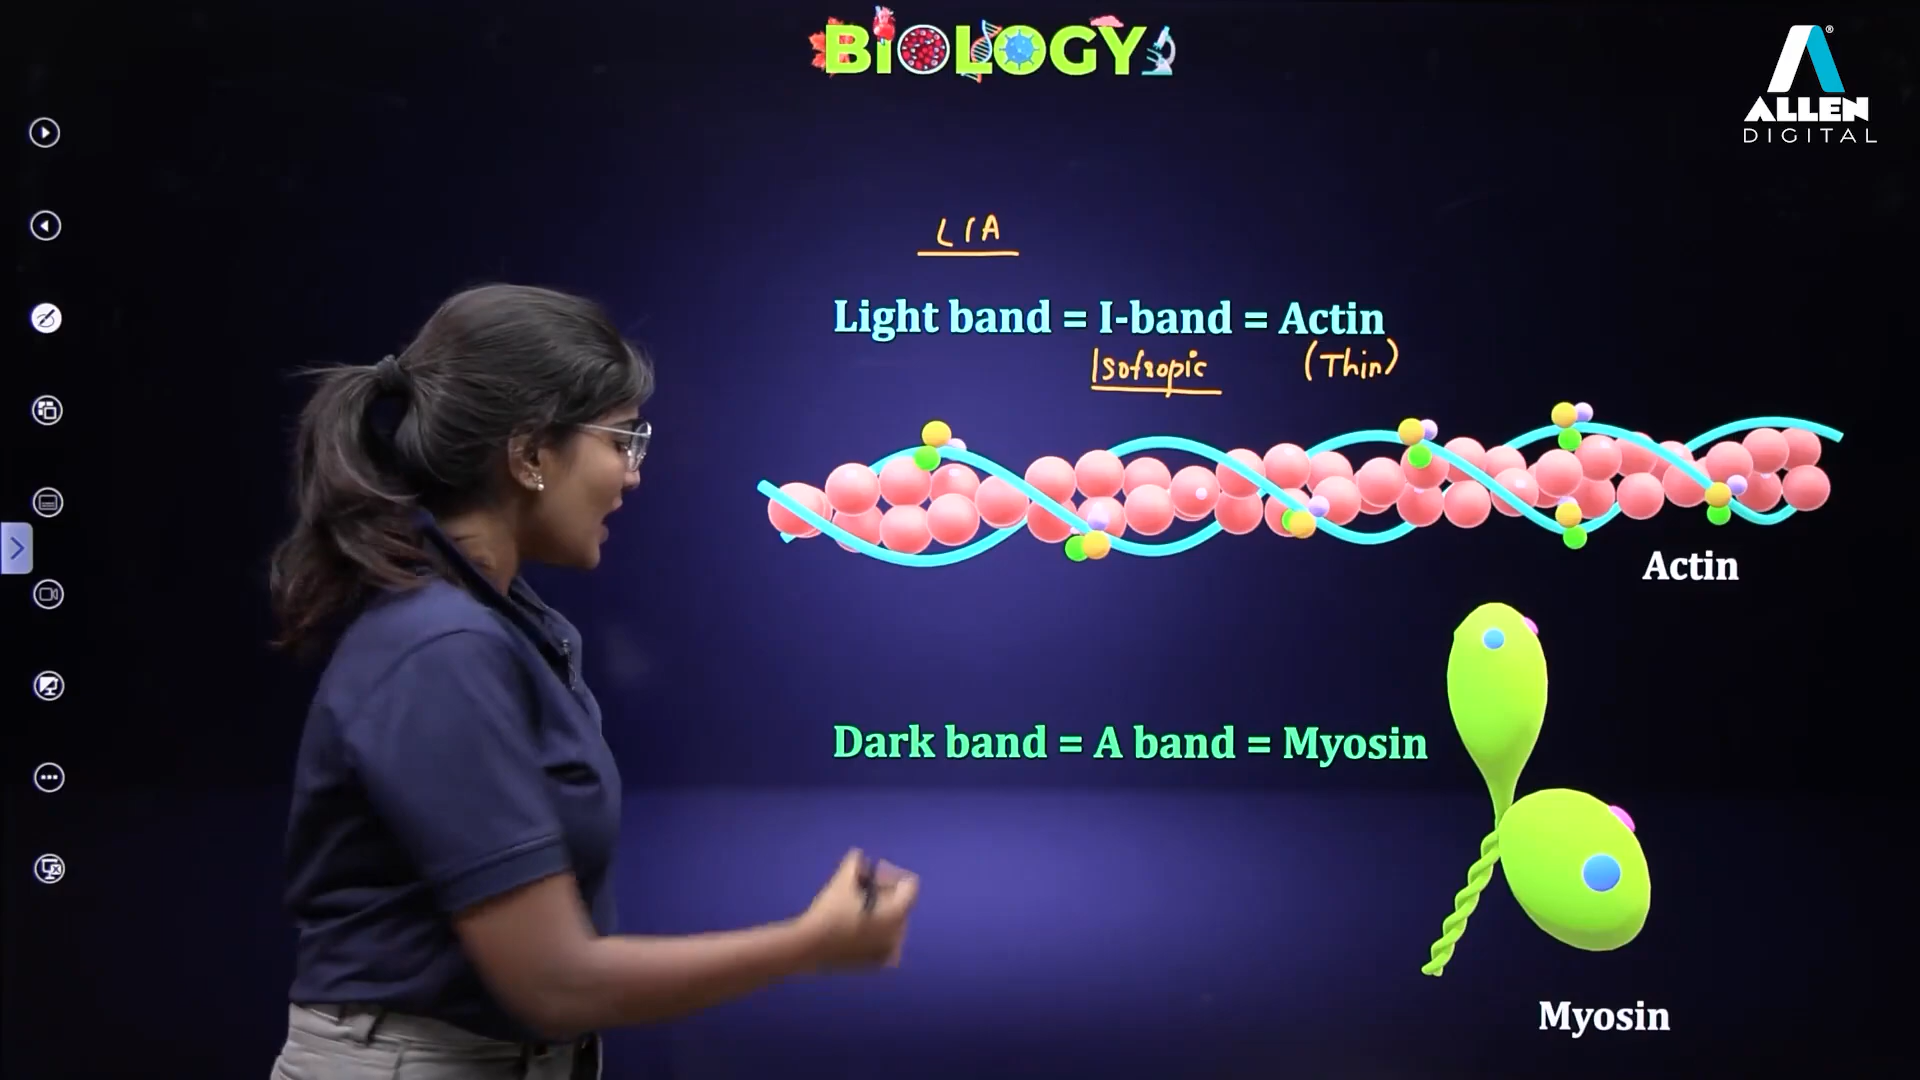 BIOLOGY
ALLEN
DIGITAL
LIA
Light band = I-band = Actin
Isotropic (Thin)
Actin
Dark band = A band = Myosin
Myosin